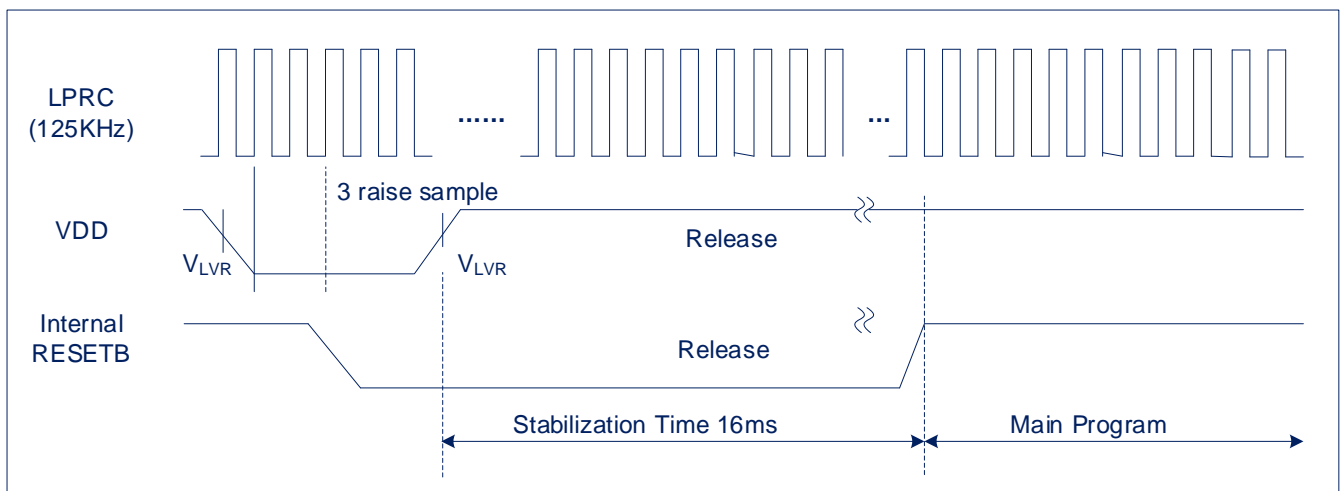 LPRC
(125KHz)
......
...
3 raise sample
VDD
VLVR
VLVR
Release
Internal
RESETB
Release
Stabilization Time 16ms
Main Program